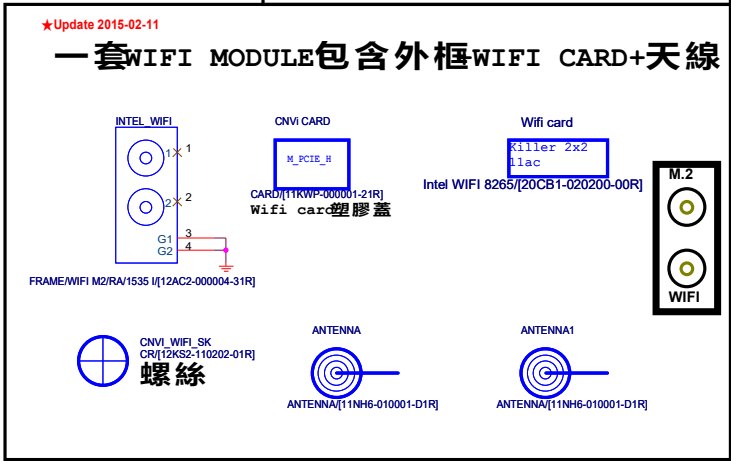 ★Update 2015-02-11
一套WIFI MODULE包含外框+WIFI CARD+天線
INTEL_WIFI
1
1
2
2
G1
3
G2
4
FRAME/WIFI M2/RA/1535 I/[12AC2-000004-31R]
CNVi CARD
M_PCIE_H
CARD/[11KWP-000001-21R]
Wifi card塑膠蓋
Wifi card
Killer 2x2
11ac
Intel WIFI 8265/[20CB1-020200-00R]
M.2
WIFI
CNVI_WIFI_SK
CR/[12KS2-110202-01R]
螺絲
ANTENNA
ANTENNA/[11NH6-010001-D1R]
ANTENNA1
ANTENNA/[11NH6-010001-D1R]